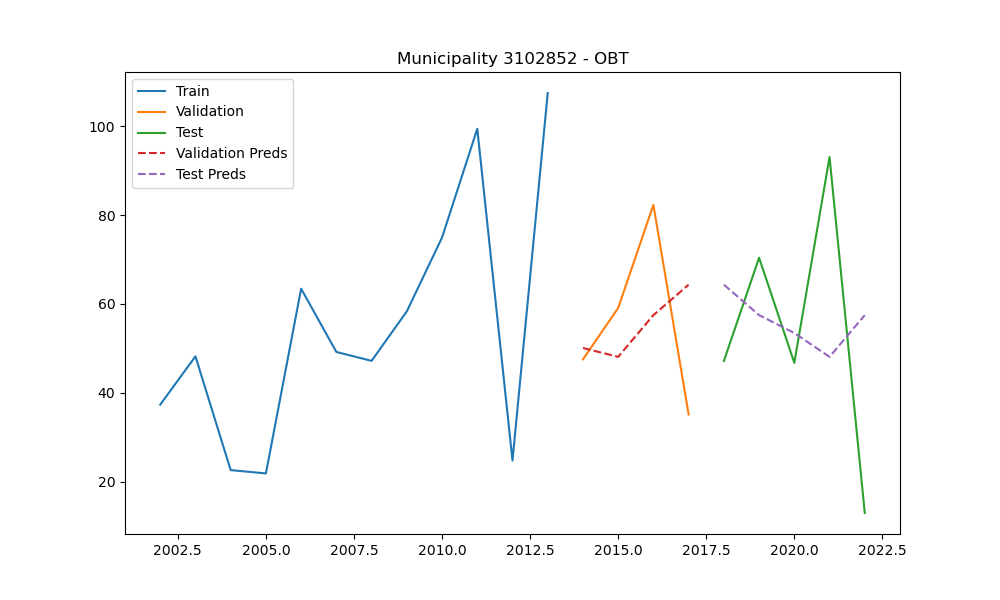 Municipality 3102852 - OBT
Train
Validation
Test
Validation Preds
Test Preds
100
80
60
40
20
2002.5 2005.0 2007.5 2010.0 2012.5 2015.0 2017.5 2020.0 2022.5